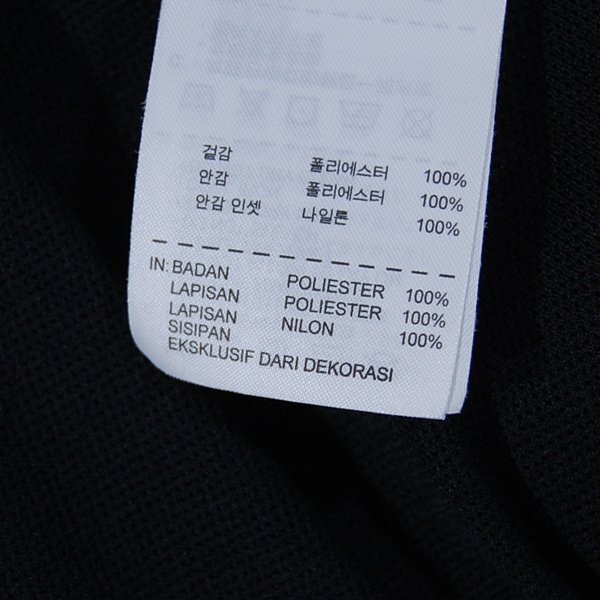 겉감 폴리에스터 100%
안감 폴리에스터 100%
안감 인셋 나일론 100%
IN: BADAN POLIESTER 100%
LAPISAN POLIESTER 100%
LAPISAN NILON 100%
SISIPAN
EKSKLUSIF DARI DEKORASI